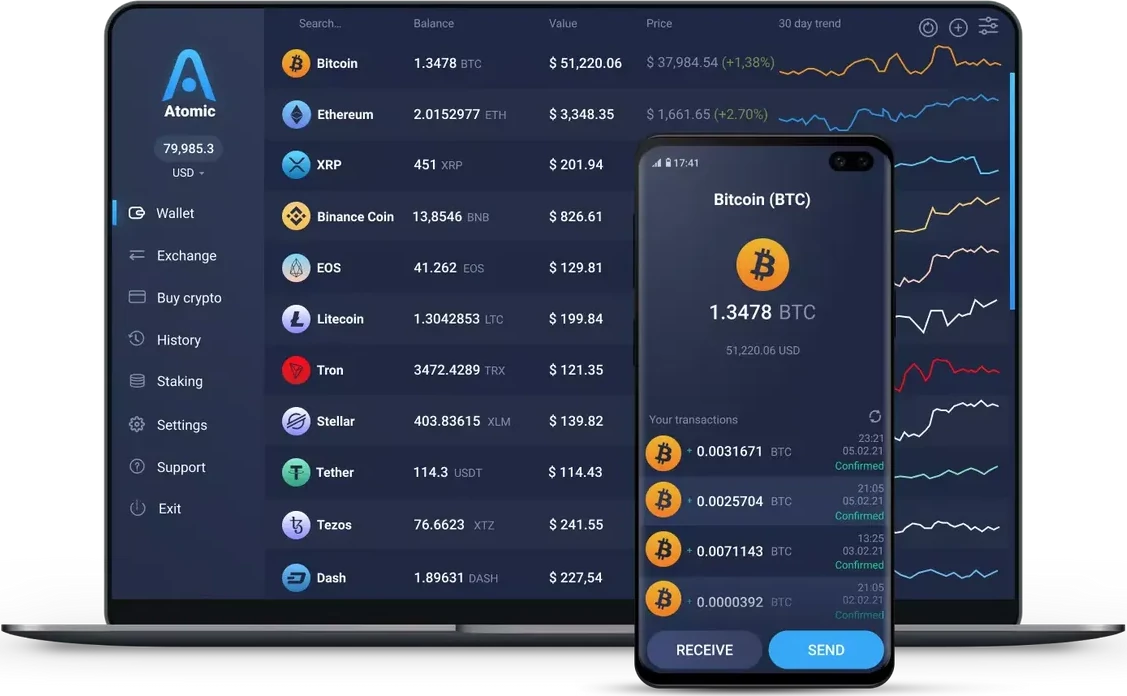 Search... Balance Value Price 30 day trend
Atomic
79,985.3
USD
Wallet
Exchange
Buy crypto
History
Staking
Settings
Support
Exit
Bitcoin 1.3478 BTC $ 51,220.06 $ 37,984.54 (+1,38%)
Ethereum 2.0152977 ETH $ 3,348.35 $ 1,661.65 (+2.70%)
XRP 451 XRP $ 201.94
Binance Coin 13,8546 BNB $ 826.61
EOS 41.262 EOS $ 129.81
Litecoin 1.3042853 LTC $ 199.84
Tron 3472.4289 TRX $ 121.35
Stellar 403.83615 XLM $ 139.82
Tether 114.3 USDT $ 114.43
Tezos 76.6623 XTZ $ 241.55
Dash 1.89631 DASH $ 227,54
17:41
Bitcoin (BTC)
1.3478 BTC
51,220.06 USD
Your transactions
23:21
+ 0.0031671 BTC 05.02.21
Confirmed
21:05
+ 0.0025704 BTC 05.02.21
Confirmed
13:25
+ 0.0071143 BTC 03.02.21
Confirmed
21:05
+ 0.0000392 BTC 02.02.21
Confirmed
RECEIVE SEND